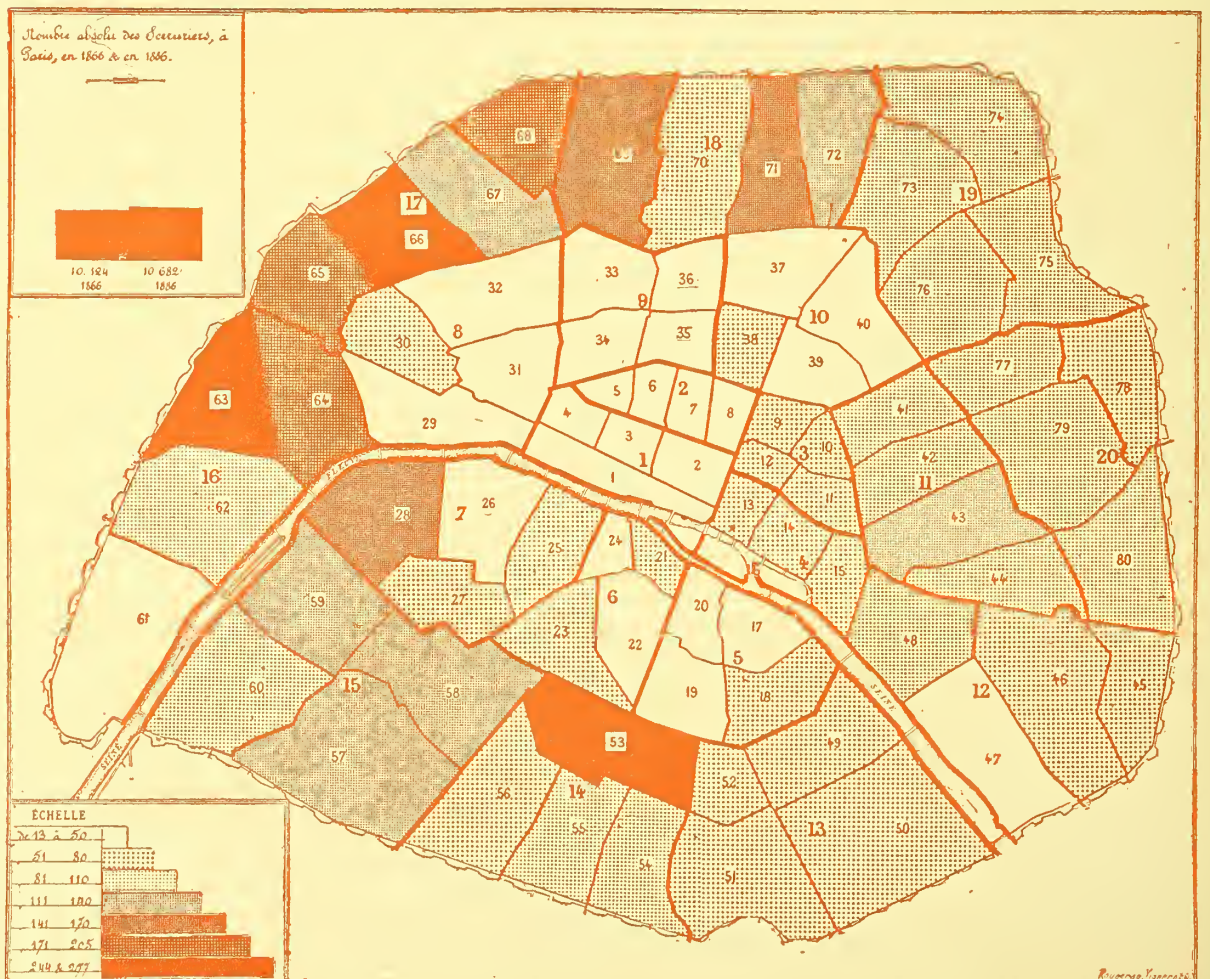 Nombre absolu des Serruriers, à
Paris, en 1866 & en 1886.
10.124 10 682
1866 1886
68 69 18 70 71 72 74
17 67 66 73 19
65 33 36 37 75
32 9 76
30 8 34 35 38 10 40
31 39 77
63 64 5 6 2 7 8 78
29 4 3 9 10 41 79
1 2 12 3 42 20
16 62 FLEUVE 1 11 11
28 7 26 13 43
25 24 21 14 4 15 44 80
59 27 6 20 17 48
61 23 22 5 46 45
60 15 58 19 18 SEINE 12
57 53 49 47
SEINE 56 14 52 13 50
55 54 51
ÉCHELLE
De 13 à 50
51 80
81 110
111 140
141 170
171 205
244 & 277